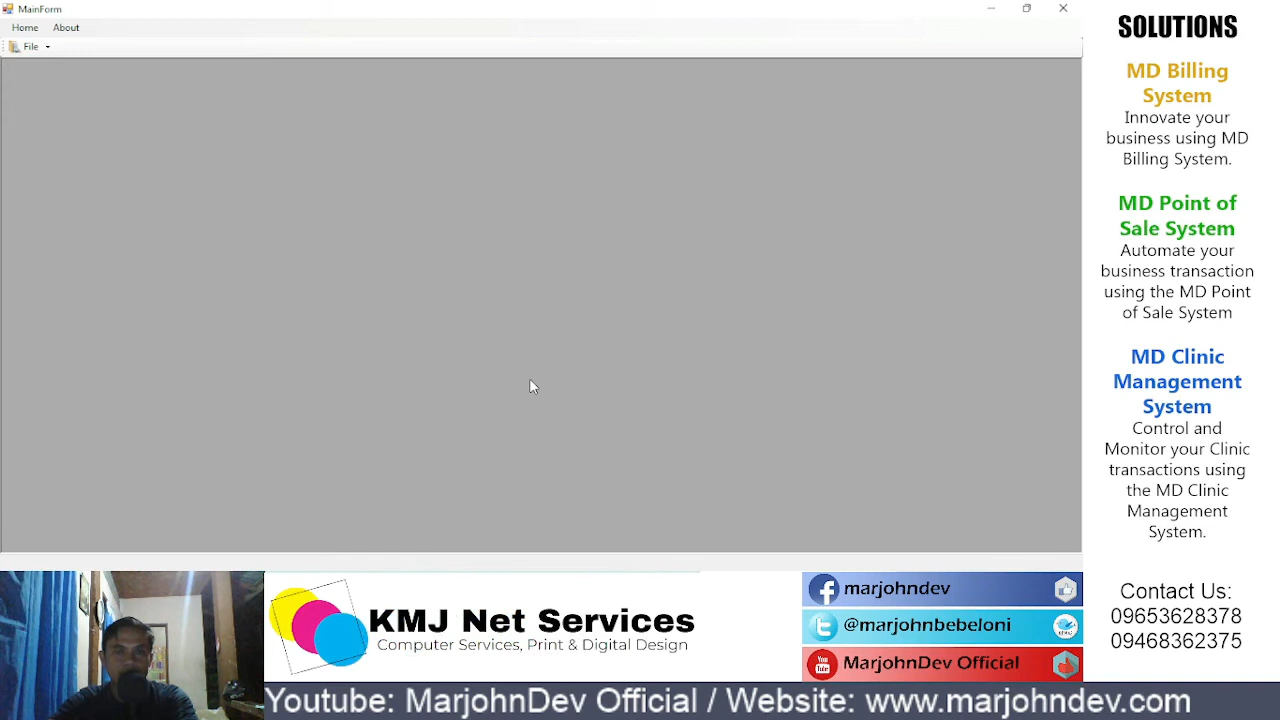 MainForm
Home About
File
SOLUTIONS
MD Billing
System
Innovate your
business using MD
Billing System.
MD Point of
Sale System
Automate your
business transaction
using the MD Point
of Sale System
MD Clinic
Management
System
Control and
Monitor your Clinic
transactions using
the MD Clinic
Management
System.
Contact Us:
09653628378
09468362375
KMJ Net Services
Computer Services, Print & Digital Design
marjohndev
@marjohnbebeloni
You Tube MarjohnDev Official
Youtube: MarjohnDev Official / Website: www.marjohndev.com